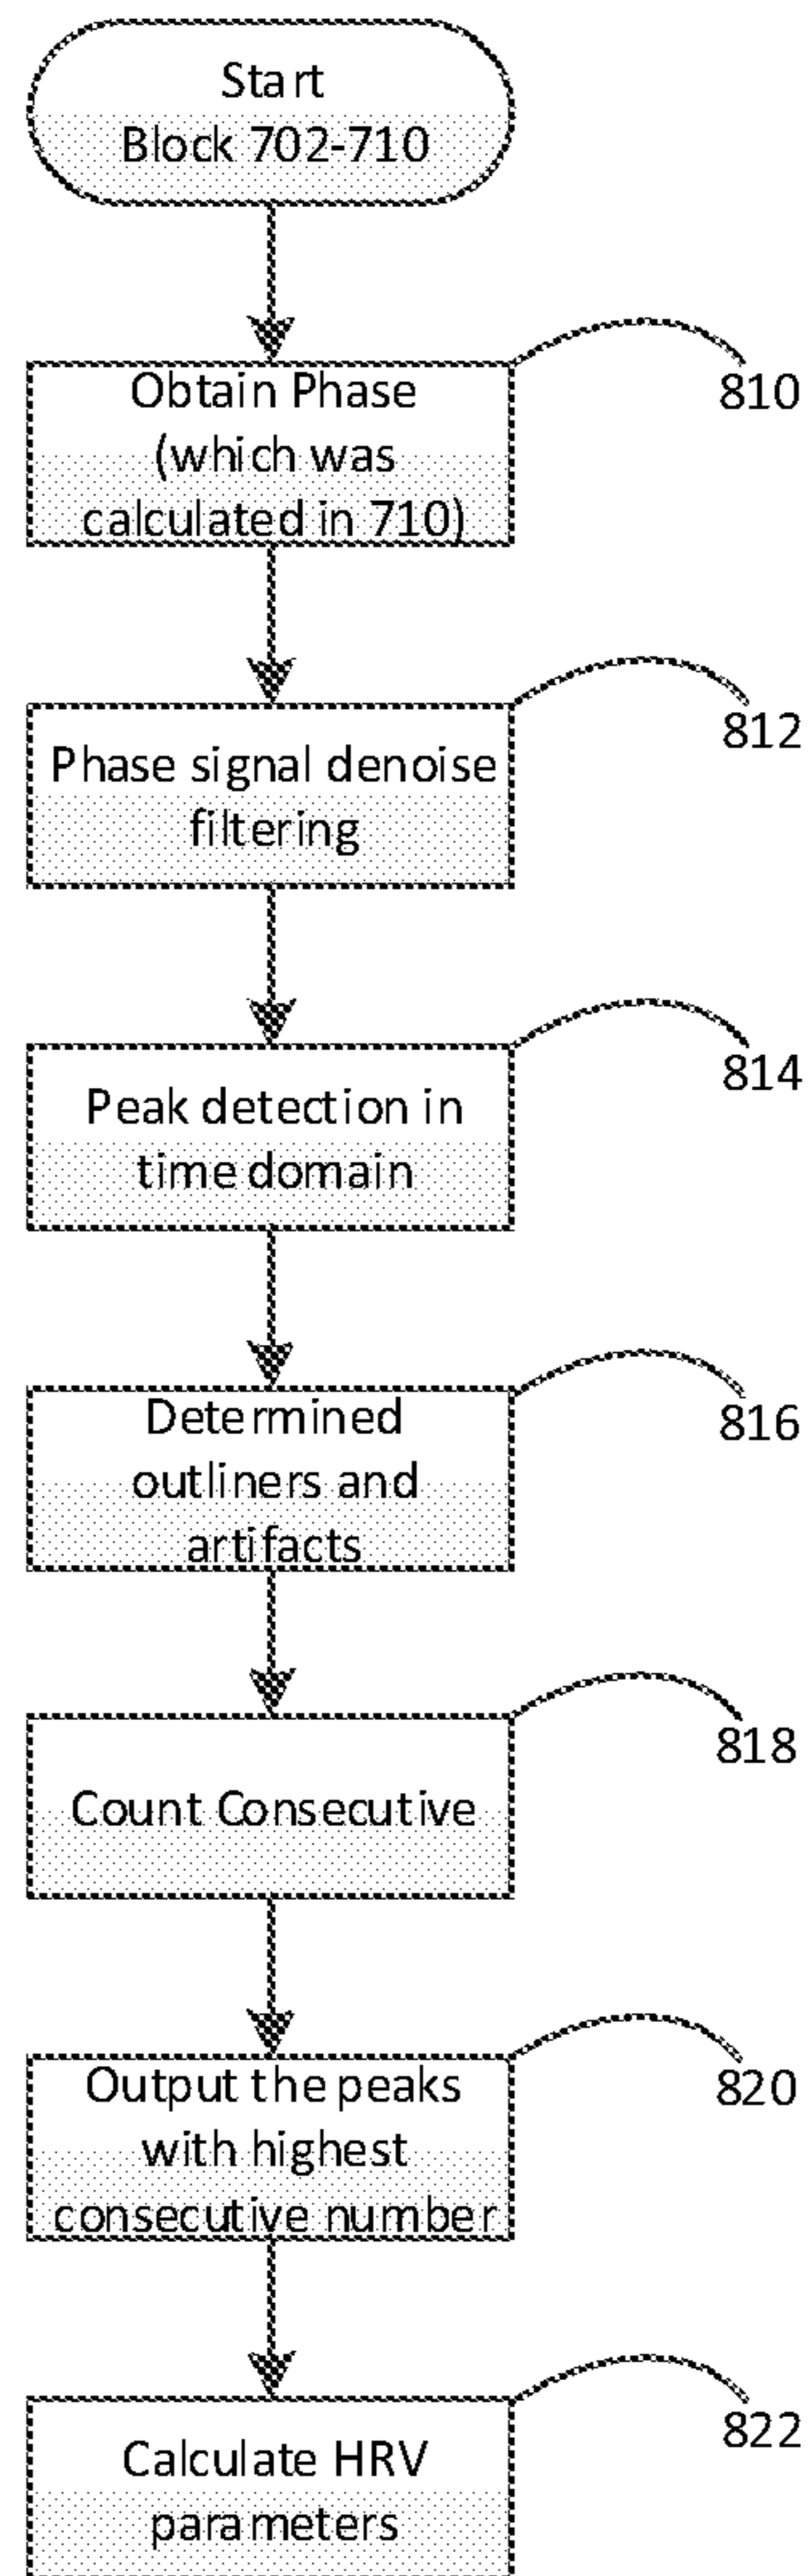 Start
Block 702-710
810
Obtain Phase
(which was
calculated in 710)
812
Phase signal denoise
filtering
814
Peak detection in
time domain
816
Determined
outliners and
artifacts
818
Count Consecutive
820
Output the peaks
with highest
consecutive number
822
Calculate HRV
parameters